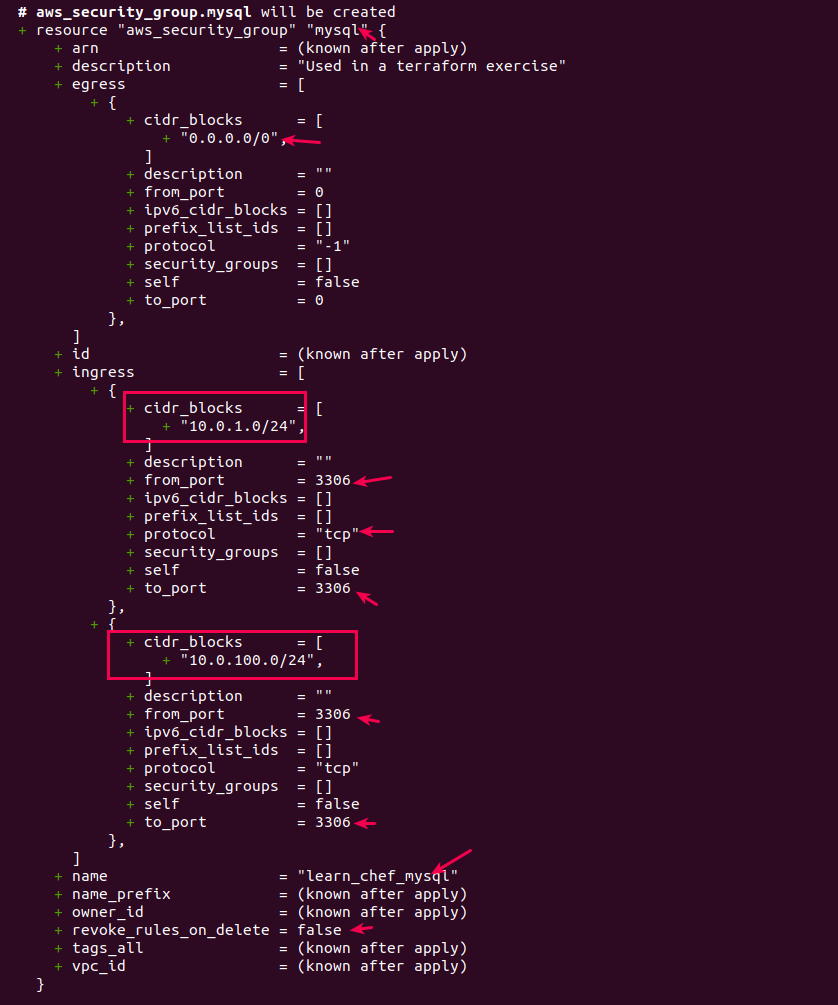 # aws_security_group.mysql will be created
+ resource "aws_security_group" "mysql" {
+ arn = (known after apply)
+ description = "Used in a terraform exercise"
+ egress = [
+ {
+ cidr_blocks = [
+ "0.0.0.0/0",
]
+ description = ""
+ from_port = 0
+ ipv6_cidr_blocks = []
+ prefix_list_ids = []
+ protocol = "-1"
+ security_groups = []
+ self = false
+ to_port = 0
},
]
+ id = (known after apply)
+ ingress = [
+ {
+ cidr_blocks = [
+ "10.0.1.0/24",
]
+ description = ""
+ from_port = 3306
+ ipv6_cidr_blocks = []
+ prefix_list_ids = []
+ protocol = "tcp"
+ security_groups = []
+ self = false
+ to_port = 3306
},
+ {
+ cidr_blocks = [
+ "10.0.100.0/24",
]
+ description = ""
+ from_port = 3306
+ ipv6_cidr_blocks = []
+ prefix_list_ids = []
+ protocol = "tcp"
+ security_groups = []
+ self = false
+ to_port = 3306
},
]
+ name = "learn_chef_mysql"
+ name_prefix = (known after apply)
+ owner_id = (known after apply)
+ revoke_rules_on_delete = false
+ tags_all = (known after apply)
+ vpc_id = (known after apply)
}